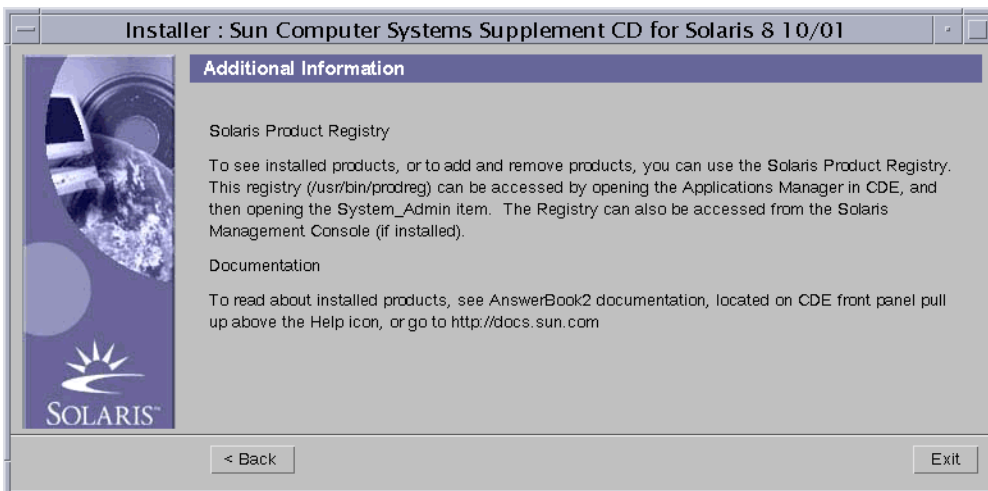 Installer : Sun Computer Systems Supplement CD for Solaris 8 10/01
Additional Information
Solaris Product Registry
To see installed products, or to add and remove products, you can use the Solaris Product Registry.
This registry (/usr/bin/prodreg) can be accessed by opening the Applications Manager in CDE, and
then opening the System_Admin item.  The Registry can also be accessed from the Solaris
Management Console (if installed).
Documentation
To read about installed products, see AnswerBook2 documentation, located on CDE front panel pull
up above the Help icon, or go to http://docs.sun.com
SOLARIS™
< Back
Exit